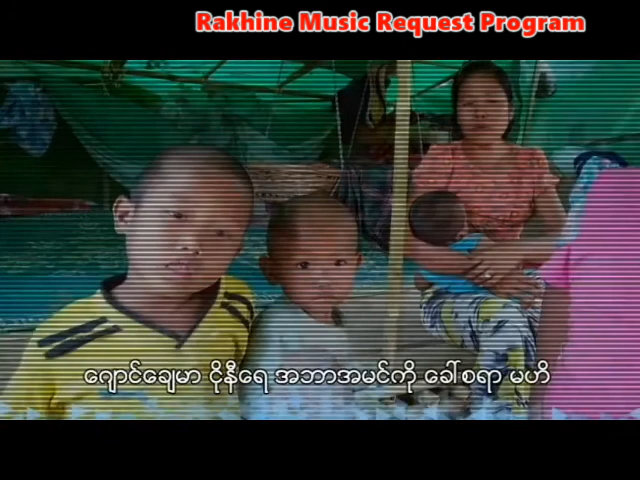 Rakhine Music Request Program
ဂျောင်ချေမာ ငိုနီရေ အဘာအမင်ကို ခေါ်စရာ မဟိ